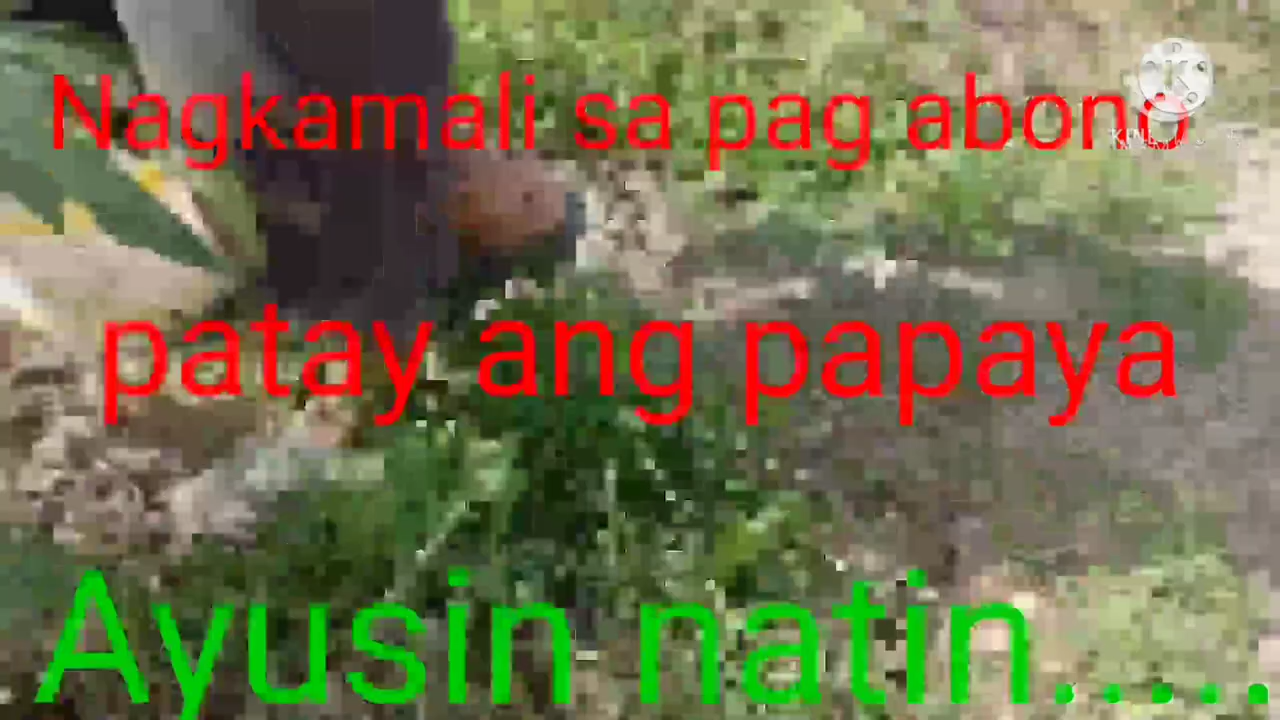 Nagkamali sa pag abono
patay ang papaya
Ayusin natin.....